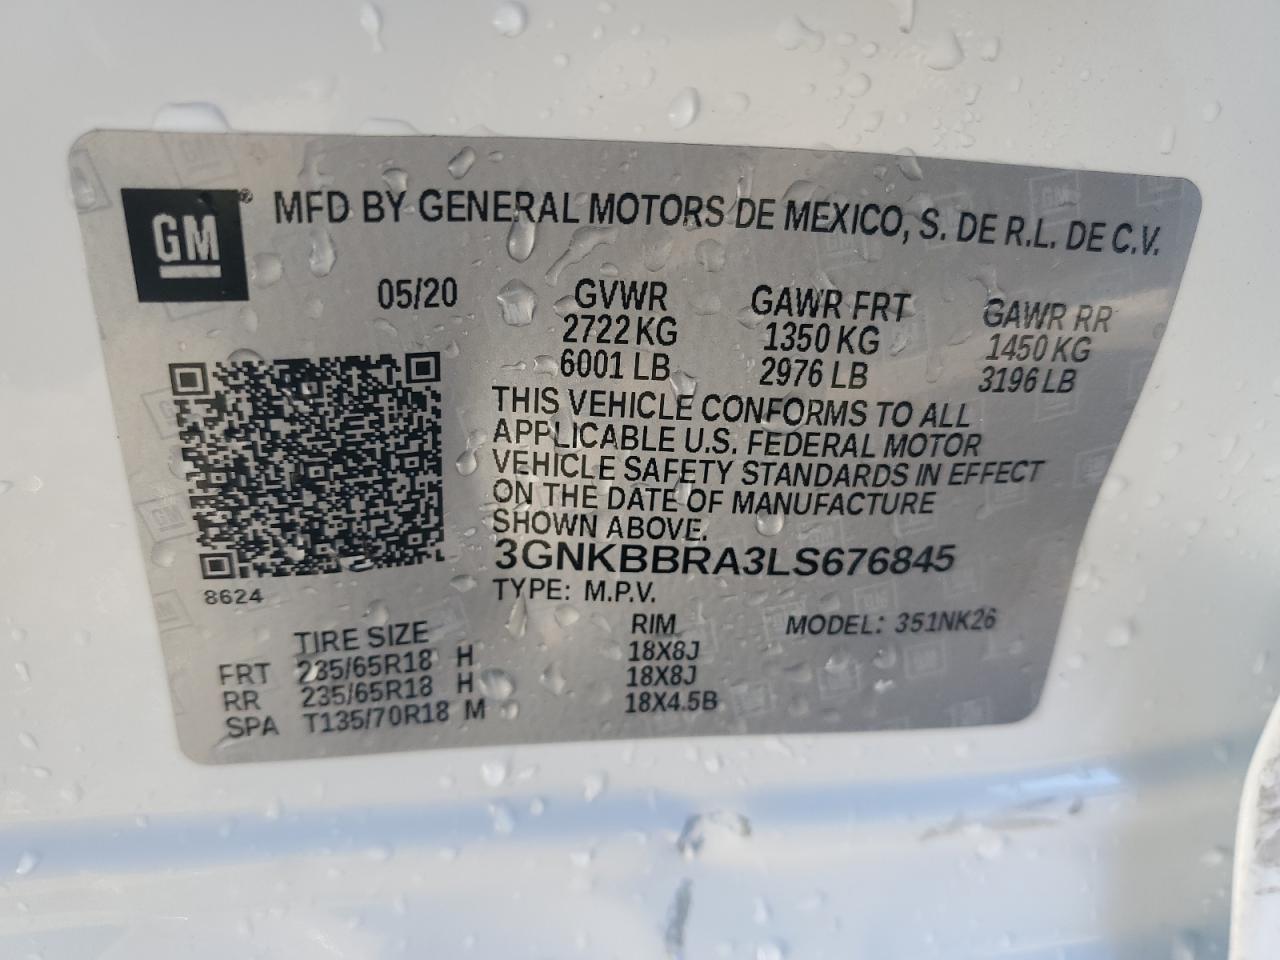 GM ® MFD BY GENERAL MOTORS DE MEXICO, S. DE R.L. DE C.V.
05/20 GVWR GAWR FRT GAWR RR
2722 KG 1350 KG 1450 KG
6001 LB 2976 LB 3196 LB
THIS VEHICLE CONFORMS TO ALL
APPLICABLE U.S. FEDERAL MOTOR
VEHICLE SAFETY STANDARDS IN EFFECT
ON THE DATE OF MANUFACTURE
SHOWN ABOVE.
3GNKBBRA3LS676845
8624 TYPE: M.P.V.
TIRE SIZE RIM MODEL: 351NK26
FRT 235/65R18 H 18X8J
RR 235/65R18 H 18X8J
SPA T135/70R18 M 18X4.5B